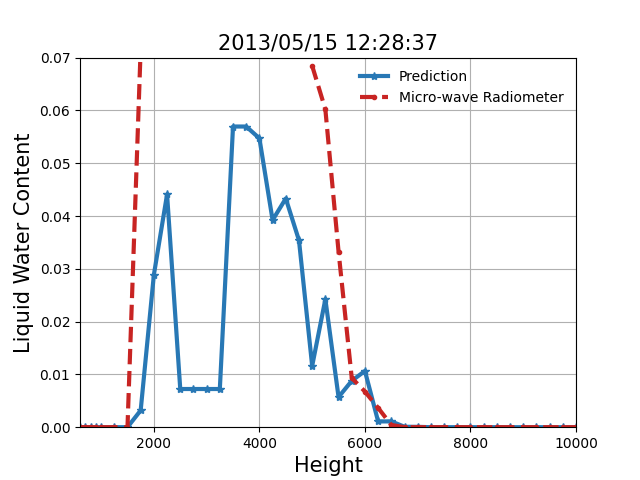 2013/05/15 12:28:37
Prediction
Micro-wave Radiometer
Liquid Water Content
0.07
0.06
0.05
0.04
0.03
0.02
0.01
0.00
2000 4000 6000 8000 10000
Height